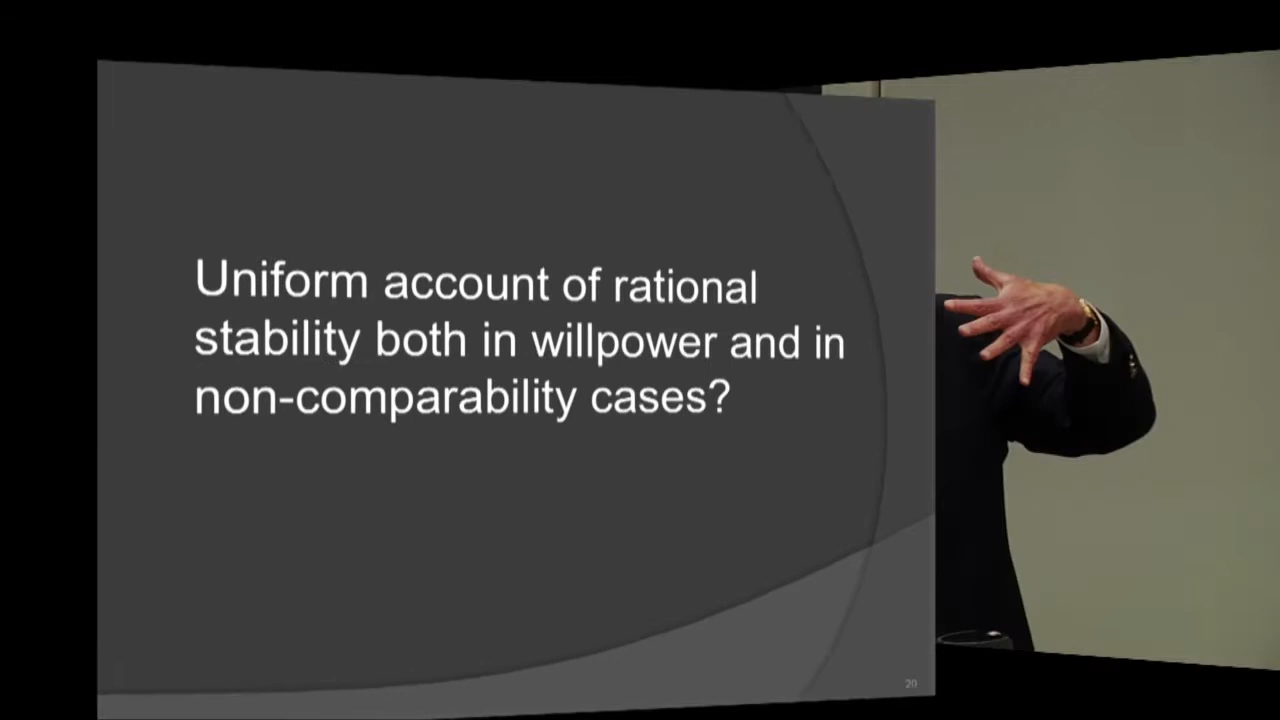 Uniform account of rational
stability both in willpower and in
non-comparability cases?
20